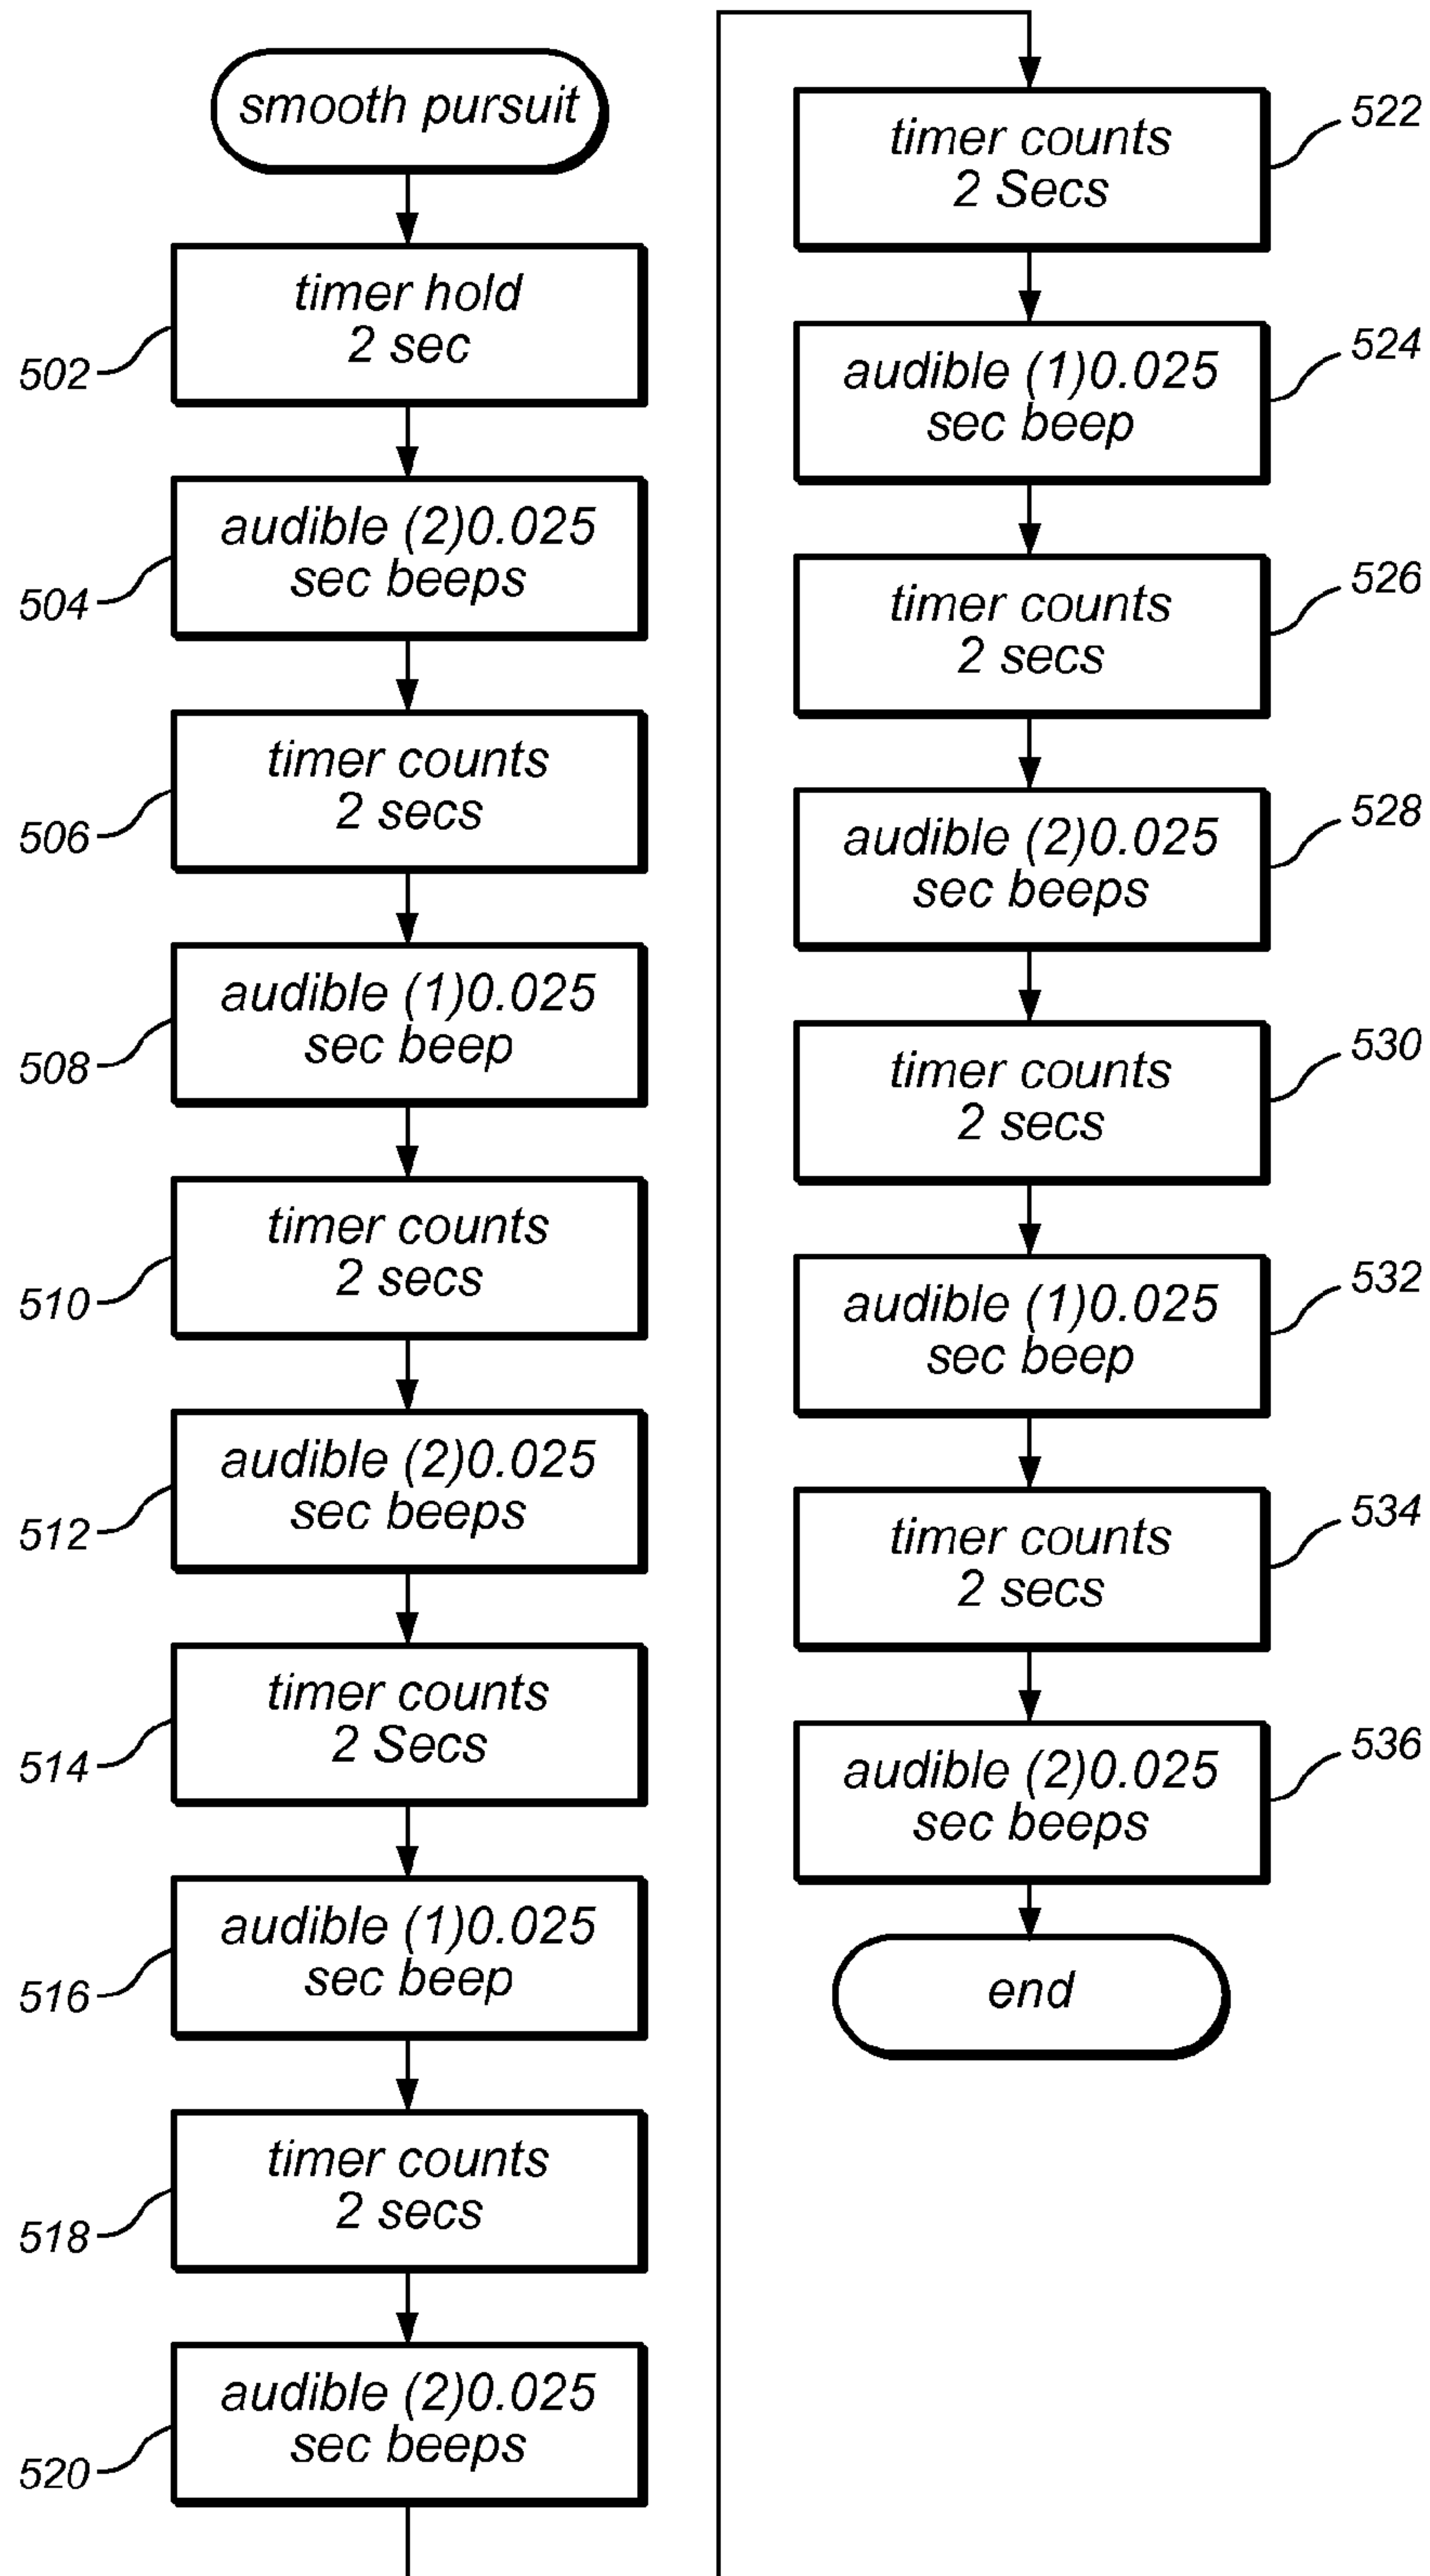 smooth pursuit
timer hold
2 sec
502
audible (2)0.025
sec beeps
504
timer counts
2 secs
506
audible (1)0.025
sec beep
508
timer counts
2 secs
510
audible (2)0.025
sec beeps
512
timer counts
2 Secs
514
audible (1)0.025
sec beep
516
timer counts
2 secs
518
audible (2)0.025
sec beeps
520
timer counts
2 Secs
522
audible (1)0.025
sec beep
524
timer counts
2 secs
526
audible (2)0.025
sec beeps
528
timer counts
2 secs
530
audible (1)0.025
sec beep
532
timer counts
2 secs
534
audible (2)0.025
sec beeps
536
end